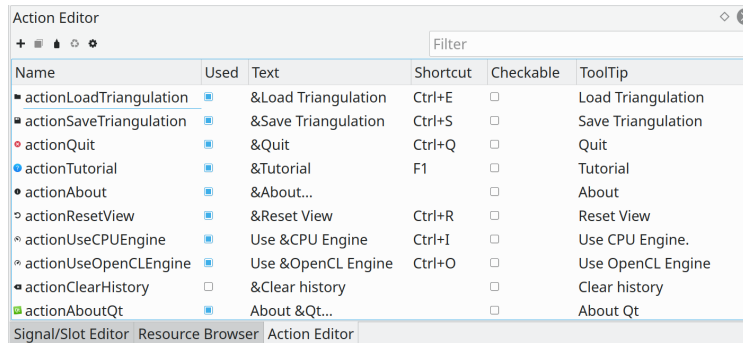 Action Editor
Filter
Name Used Text Shortcut Checkable ToolTip
actionLoadTriangulation &Load Triangulation Ctrl+E Load Triangulation
actionSaveTriangulation &Save Triangulation Ctrl+S Save Triangulation
actionQuit &Quit Ctrl+Q Quit
actionTutorial &Tutorial F1 Tutorial
actionAbout &About... About
actionResetView &Reset View Ctrl+R Reset View
actionUseCPUEngine Use &CPU Engine Ctrl+I Use CPU Engine.
actionUseOpenCLEngine Use &OpenCL Engine Ctrl+O Use OpenCL Engine
actionClearHistory &Clear history Clear history
actionAboutQt About &Qt... About Qt
Signal/Slot Editor Resource Browser Action Editor